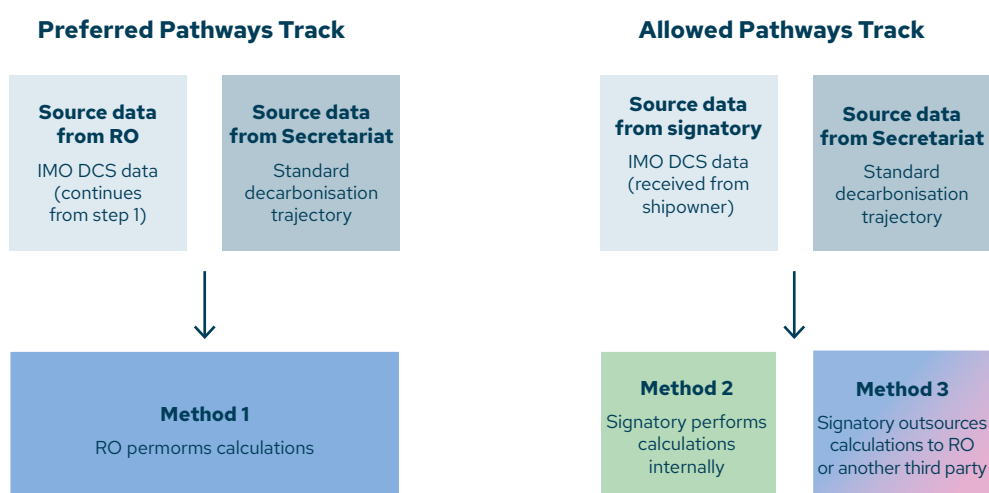 Preferred Pathways Track
Allowed Pathways Track
Source data
from RO
IMO DCS data
(continues
from step 1)
Source data
from Secretariat
Standard
decarbonisation
trajectory
Source data
from signatory
IMO DCS data
(received from
shipowner)
Source data
from Secretariat
Standard
decarbonisation
trajectory
Method 1
RO permorms calculations
Method 2
Signatory performs
calculations
internally
Method 3
Signatory outsources
calculations to RO
or another third party